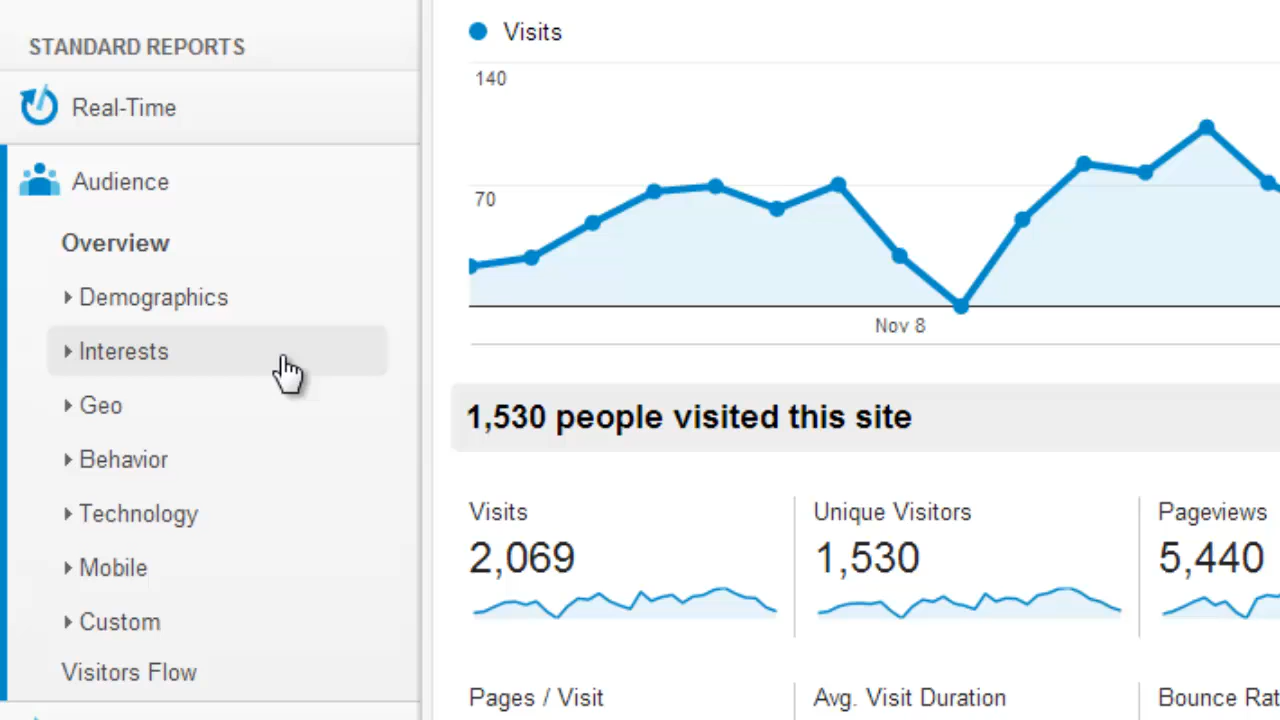 STANDARD REPORTS
Real-Time
Audience
Overview
Demographics
Interests
Geo
Behavior
Technology
Mobile
Custom
Visitors Flow
Visits
140
70
Nov 8
1,530 people visited this site
Visits
2,069
Unique Visitors
1,530
Pageviews
5,440
Pages / Visit
Avg. Visit Duration
Bounce Rat